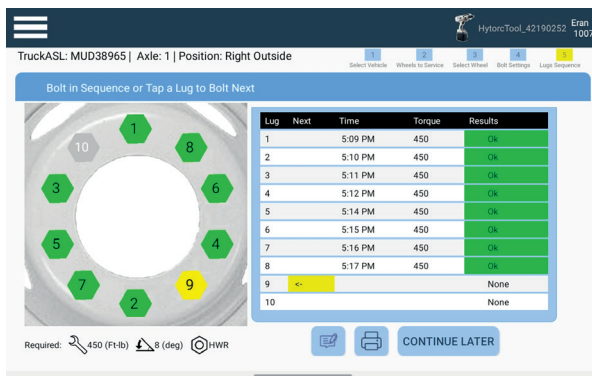 HytorcTool_42190252
Eran
1007
TruckASL: MUD38965 | Axle: 1 | Position: Right Outside
1 2 3 4 5
Select Vehicle Wheels to Service Select Wheel Bolt Settings Lugs Sequence
Bolt in Sequence or Tap a Lug to Bolt Next
1
10
8
3
6
5
4
7
9
2
Lug Next Time Torque Results
1 5:09 PM 450 Ok
2 5:10 PM 450 Ok
3 5:11 PM 450 Ok
4 5:12 PM 450 Ok
5 5:14 PM 450 Ok
6 5:15 PM 450 Ok
7 5:16 PM 450 Ok
8 5:17 PM 450 Ok
9 <- None
10 None
Required: 450 (Ft-lb) 8 (deg) HWR
CONTINUE LATER